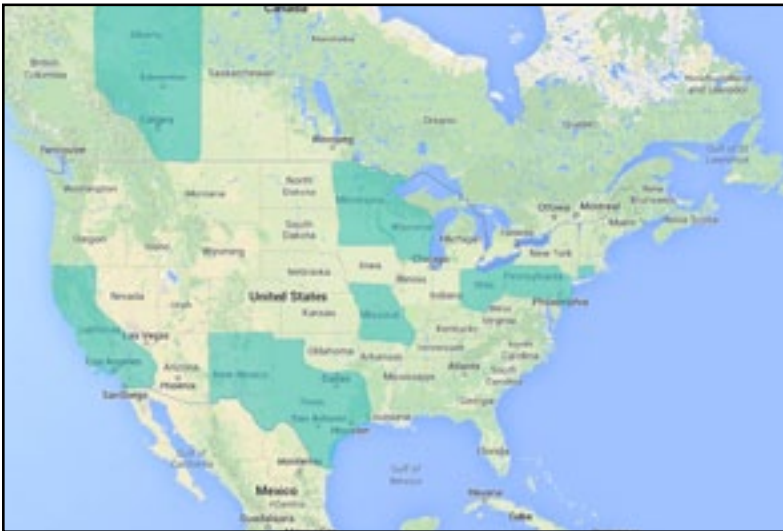 Canada
Alberta
Manitoba
British
Columbia
Edmonton
Saskatchewan
Newfoundland
and Labrador
Calgary
Ontario
Quebec
Vancouver
Winnipeg
Gulf of St
Lawrence
Washington
Montana
North
Dakota
Minnesota
New
Brunswick
Ottawa
Montreal
Nova Scotia
Maine
Oregon
Idaho
South
Dakota
Wisconsin
Michigan
Toronto
Wyoming
Chicago
New York
Nebraska
Iowa
Illinois
Ohio
Pennsylvania
Nevada
Utah
United States
Indiana
Philadelphia
Kansas
Missouri
West
Virginia
California
Las Vegas
Kentucky
Los Angeles
Oklahoma
Tennessee
North
Carolina
Arizona
New Mexico
Arkansas
Atlanta
South
Carolina
San Diego
Phoenix
Dallas
Mississippi
Georgia
Texas
San Antonio
Louisiana
Houston
Gulf of
California
Florida
Monterrey
Gulf of
Mexico
Mexico
Havana
Guadalajara
Cuba